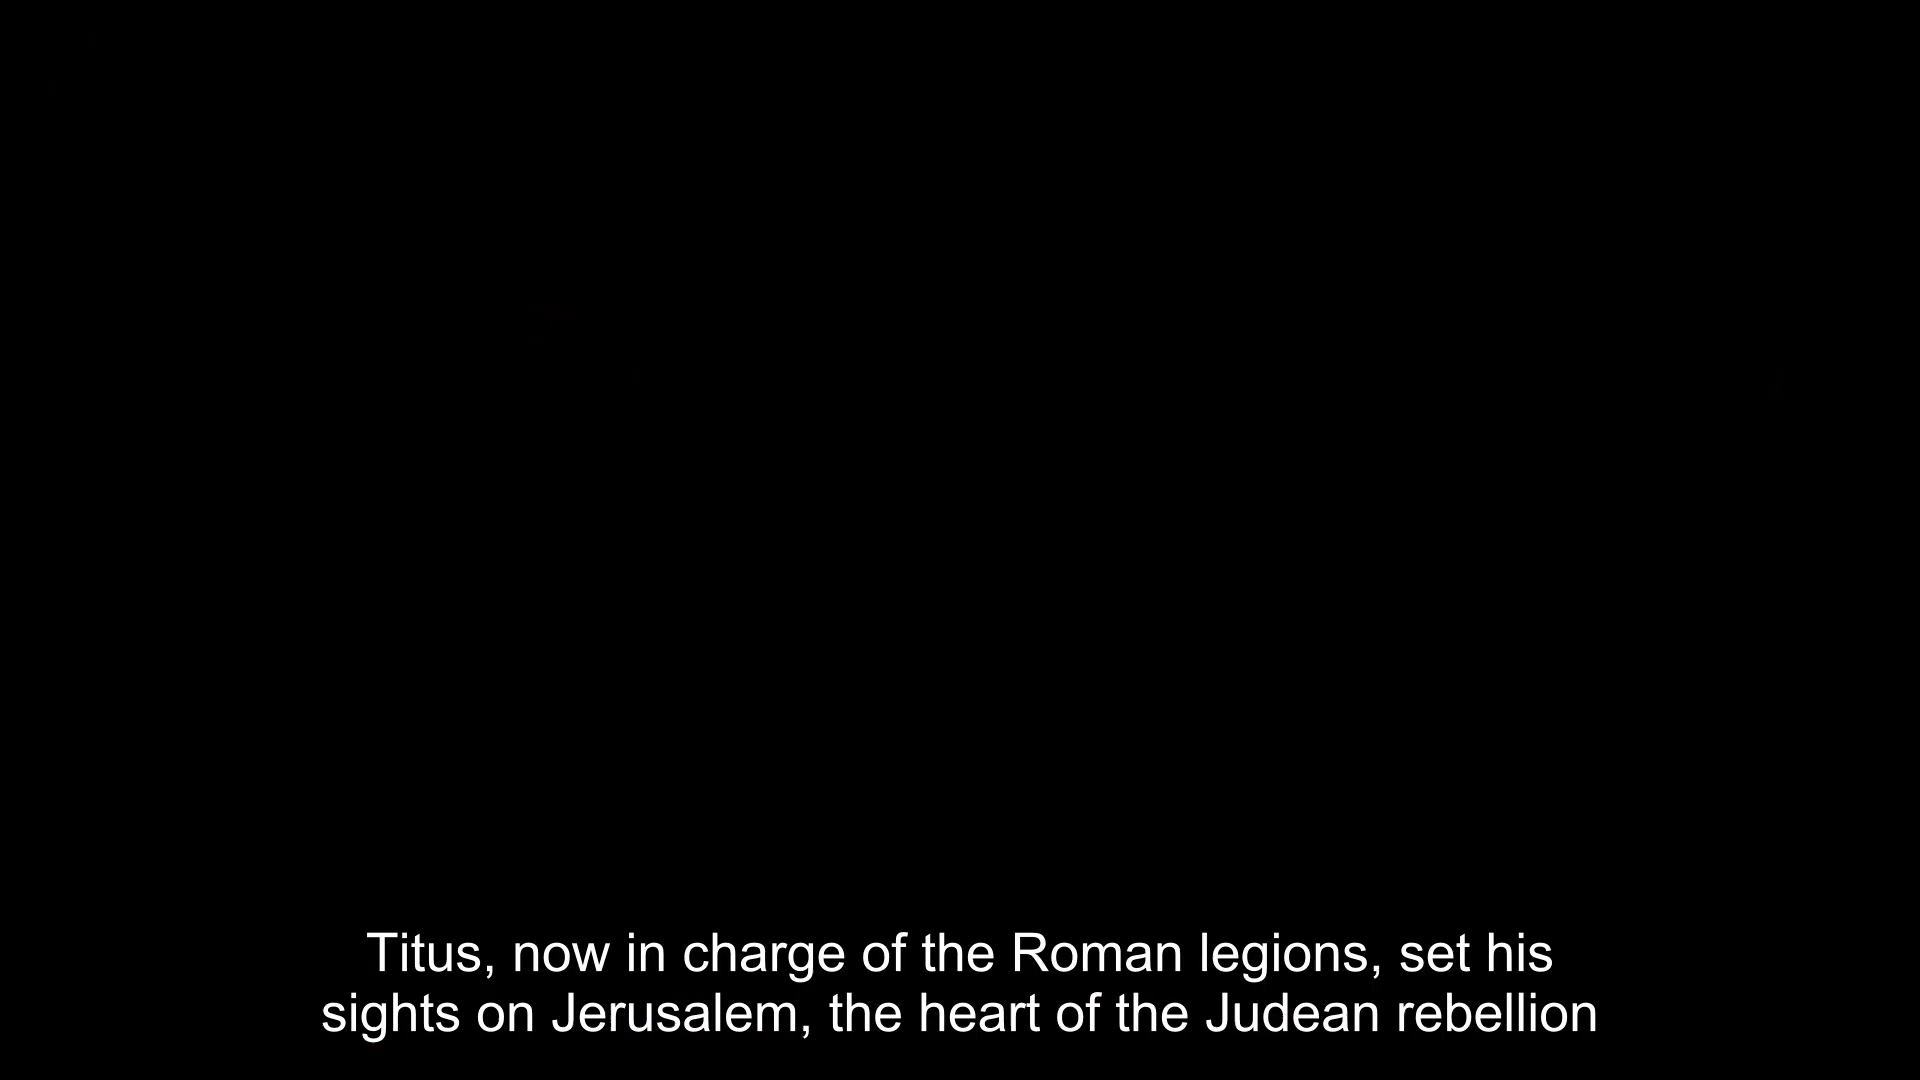 Titus, now in charge of the Roman legions, set his
sights on Jerusalem, the heart of the Judean rebellion